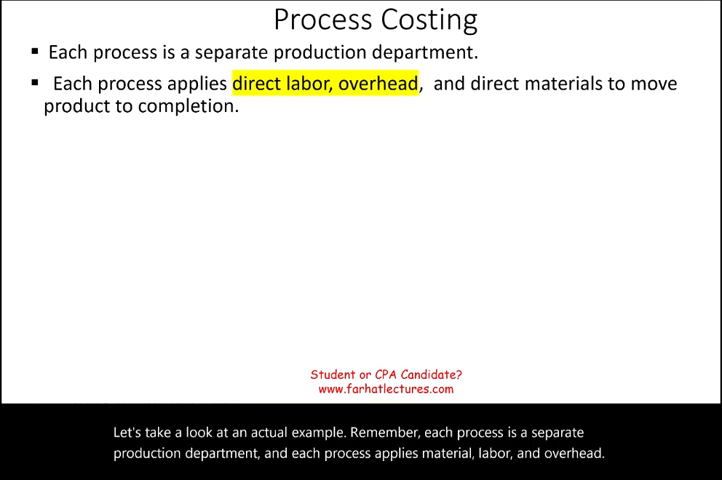 Process Costing
▪ Each process is a separate production department.
▪ Each process applies direct labor, overhead, and direct materials to move
product to completion.
Student or CPA Candidate?
www.farhatlectures.com
Let's take a look at an actual example. Remember, each process is a separate
production department, and each process applies material, labor, and overhead.